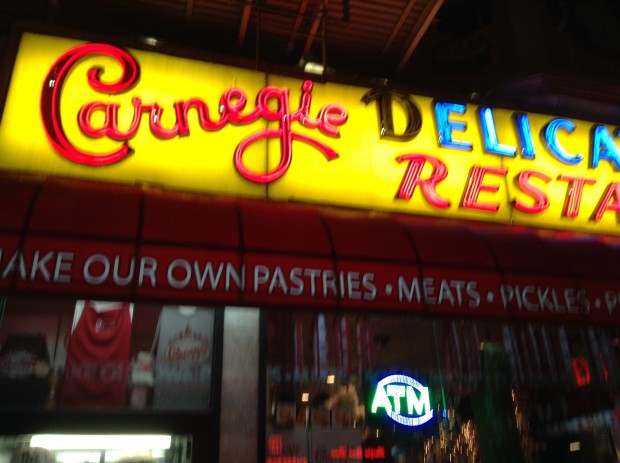 Carnegie DELICA
RESTA
AKE OUR OWN PASTRIES • MEATS • PICKLES •
ATM